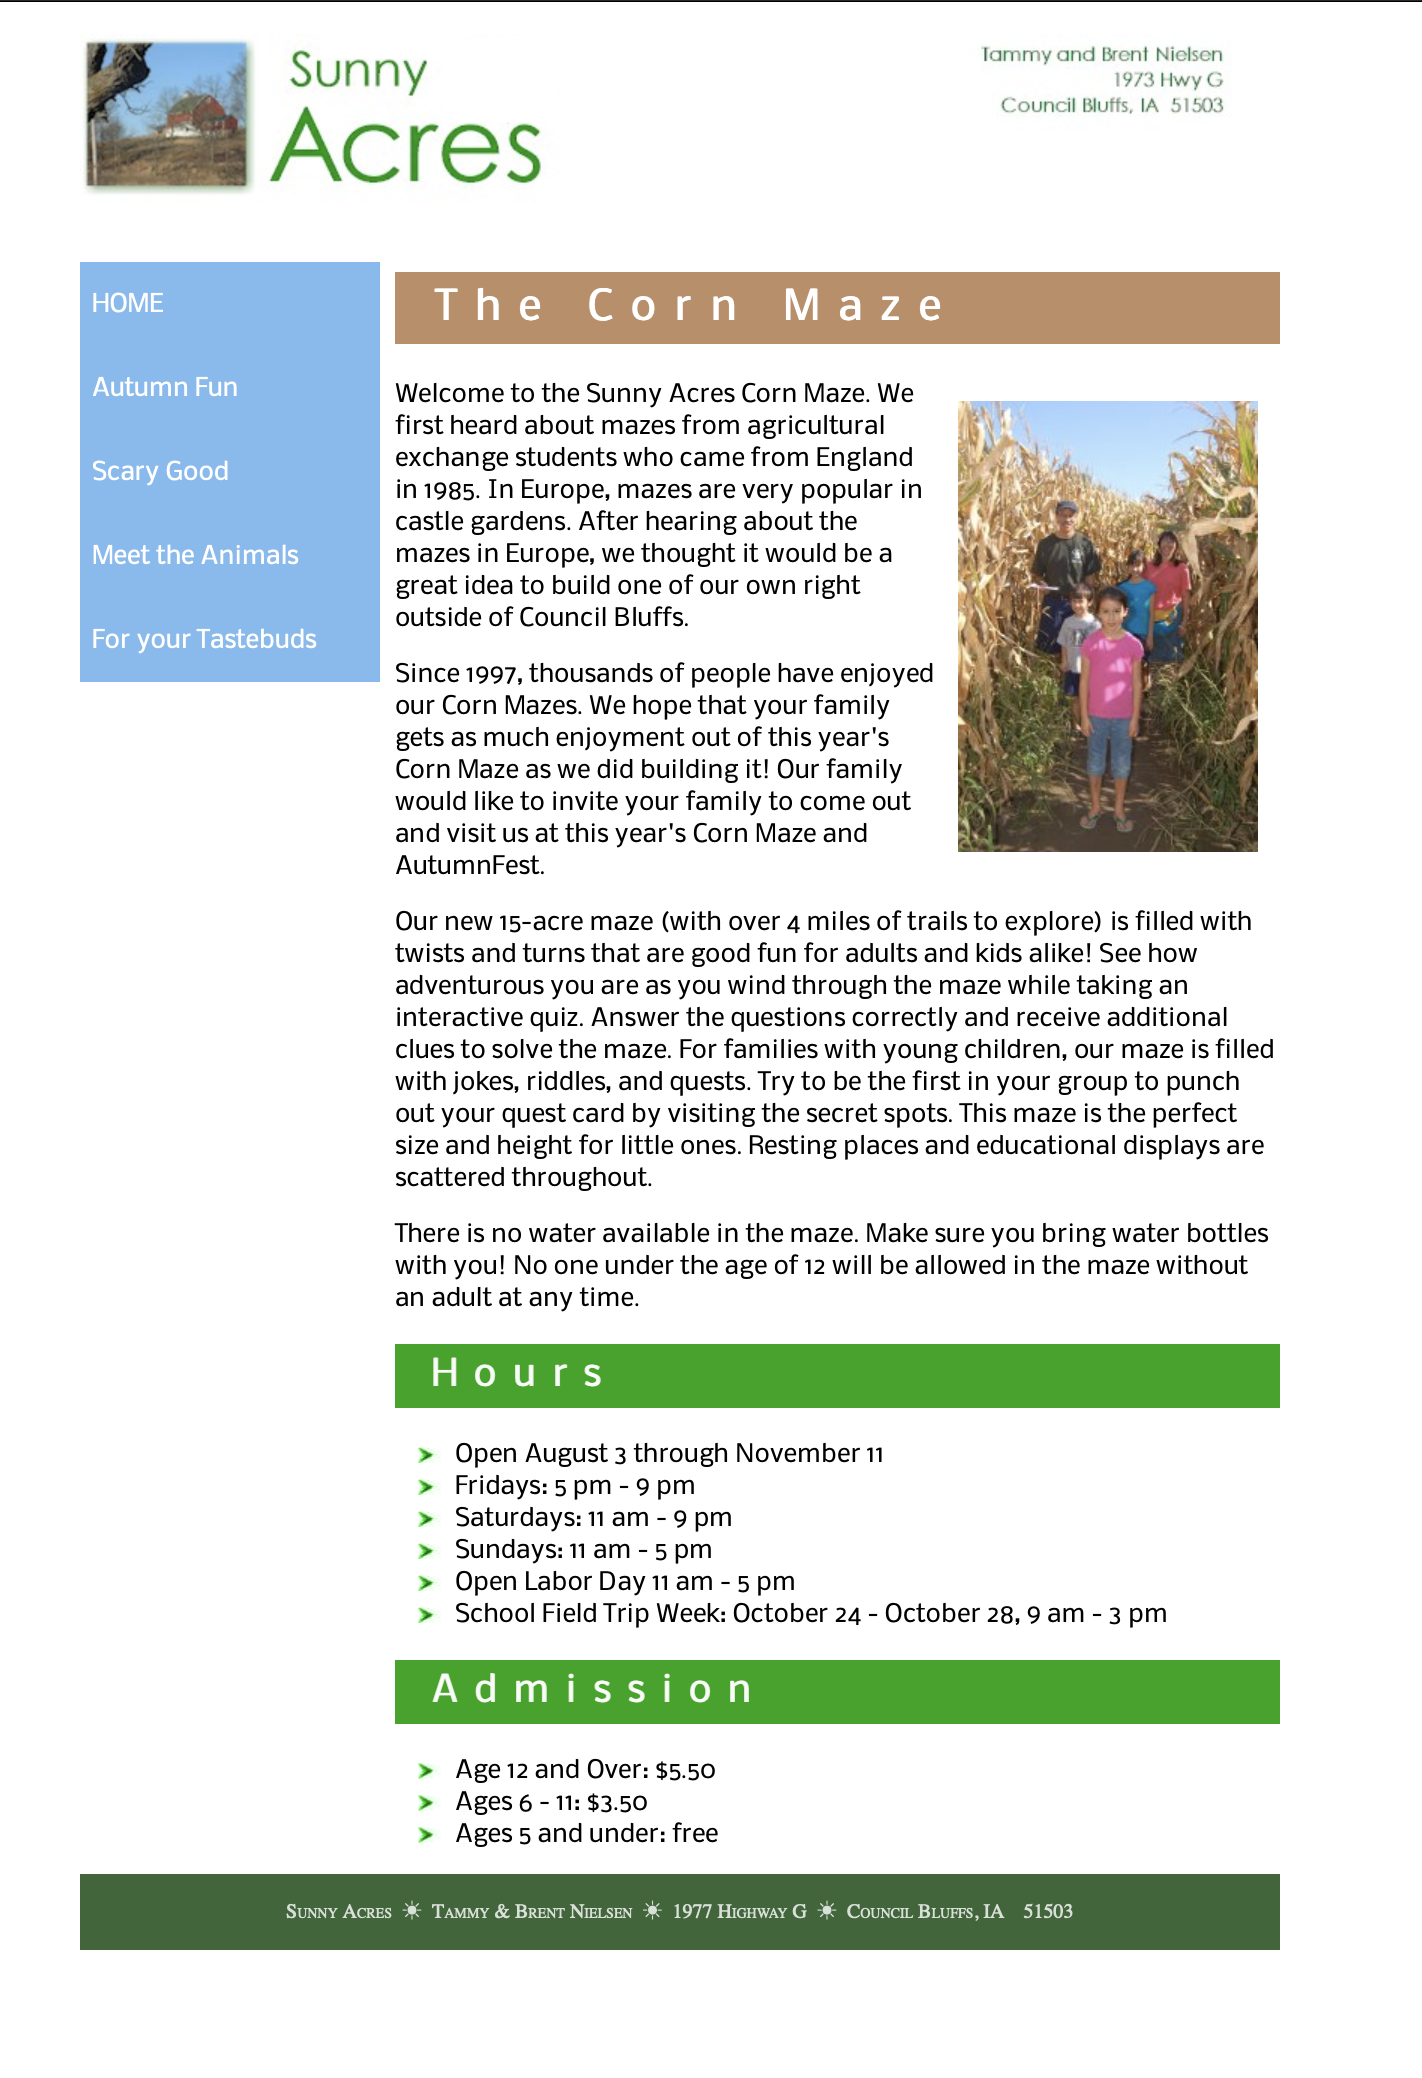 Sunny
Acres
Tammy and Brent Nielsen
1973 Hwy G
Council Bluffs, IA 51503
HOME
Autumn Fun
Scary Good
Meet the Animals
For your Tastebuds
The Corn Maze
Welcome to the Sunny Acres Corn Maze. We
first heard about mazes from agricultural
exchange students who came from England
in 1985. In Europe, mazes are very popular in
castle gardens. After hearing about the
mazes in Europe, we thought it would be a
great idea to build one of our own right
outside of Council Bluffs.
Since 1997, thousands of people have enjoyed
our Corn Mazes. We hope that your family
gets as much enjoyment out of this year's
Corn Maze as we did building it! Our family
would like to invite your family to come out
and visit us at this year's Corn Maze and
AutumnFest.
Our new 15-acre maze (with over 4 miles of trails to explore) is filled with
twists and turns that are good fun for adults and kids alike! See how
adventurous you are as you wind through the maze while taking an
interactive quiz. Answer the questions correctly and receive additional
clues to solve the maze. For families with young children, our maze is filled
with jokes, riddles, and quests. Try to be the first in your group to punch
out your quest card by visiting the secret spots. This maze is the perfect
size and height for little ones. Resting places and educational displays are
scattered throughout.
There is no water available in the maze. Make sure you bring water bottles
with you! No one under the age of 12 will be allowed in the maze without
an adult at any time.
Hours
Open August 3 through November 11
Fridays: 5 pm - 9 pm
Saturdays: 11 am - 9 pm
Sundays: 11 am - 5 pm
Open Labor Day 11 am - 5 pm
School Field Trip Week: October 24 - October 28, 9 am - 3 pm
Admission
Age 12 and Over: $5.50
Ages 6 - 11: $3.50
Ages 5 and under: free
Sunny Acres ☀ Tammy & Brent Nielsen ☀ 1977 Highway G ☀ Council Bluffs, IA 51503